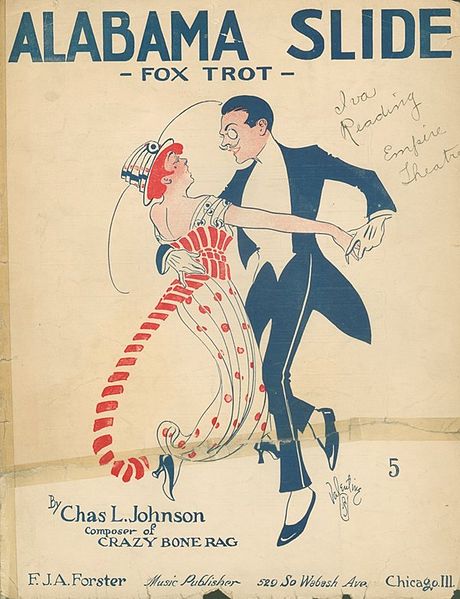 ALABAMA SLIDE
- FOX TROT -
Iva
Reading
Empire
Theatre
5
Valentine
By Chas L. Johnson
Composer of
CRAZY BONE RAG
F.J.A. Forster Music Publisher 529 So Wabash Ave. Chicago. Ill.